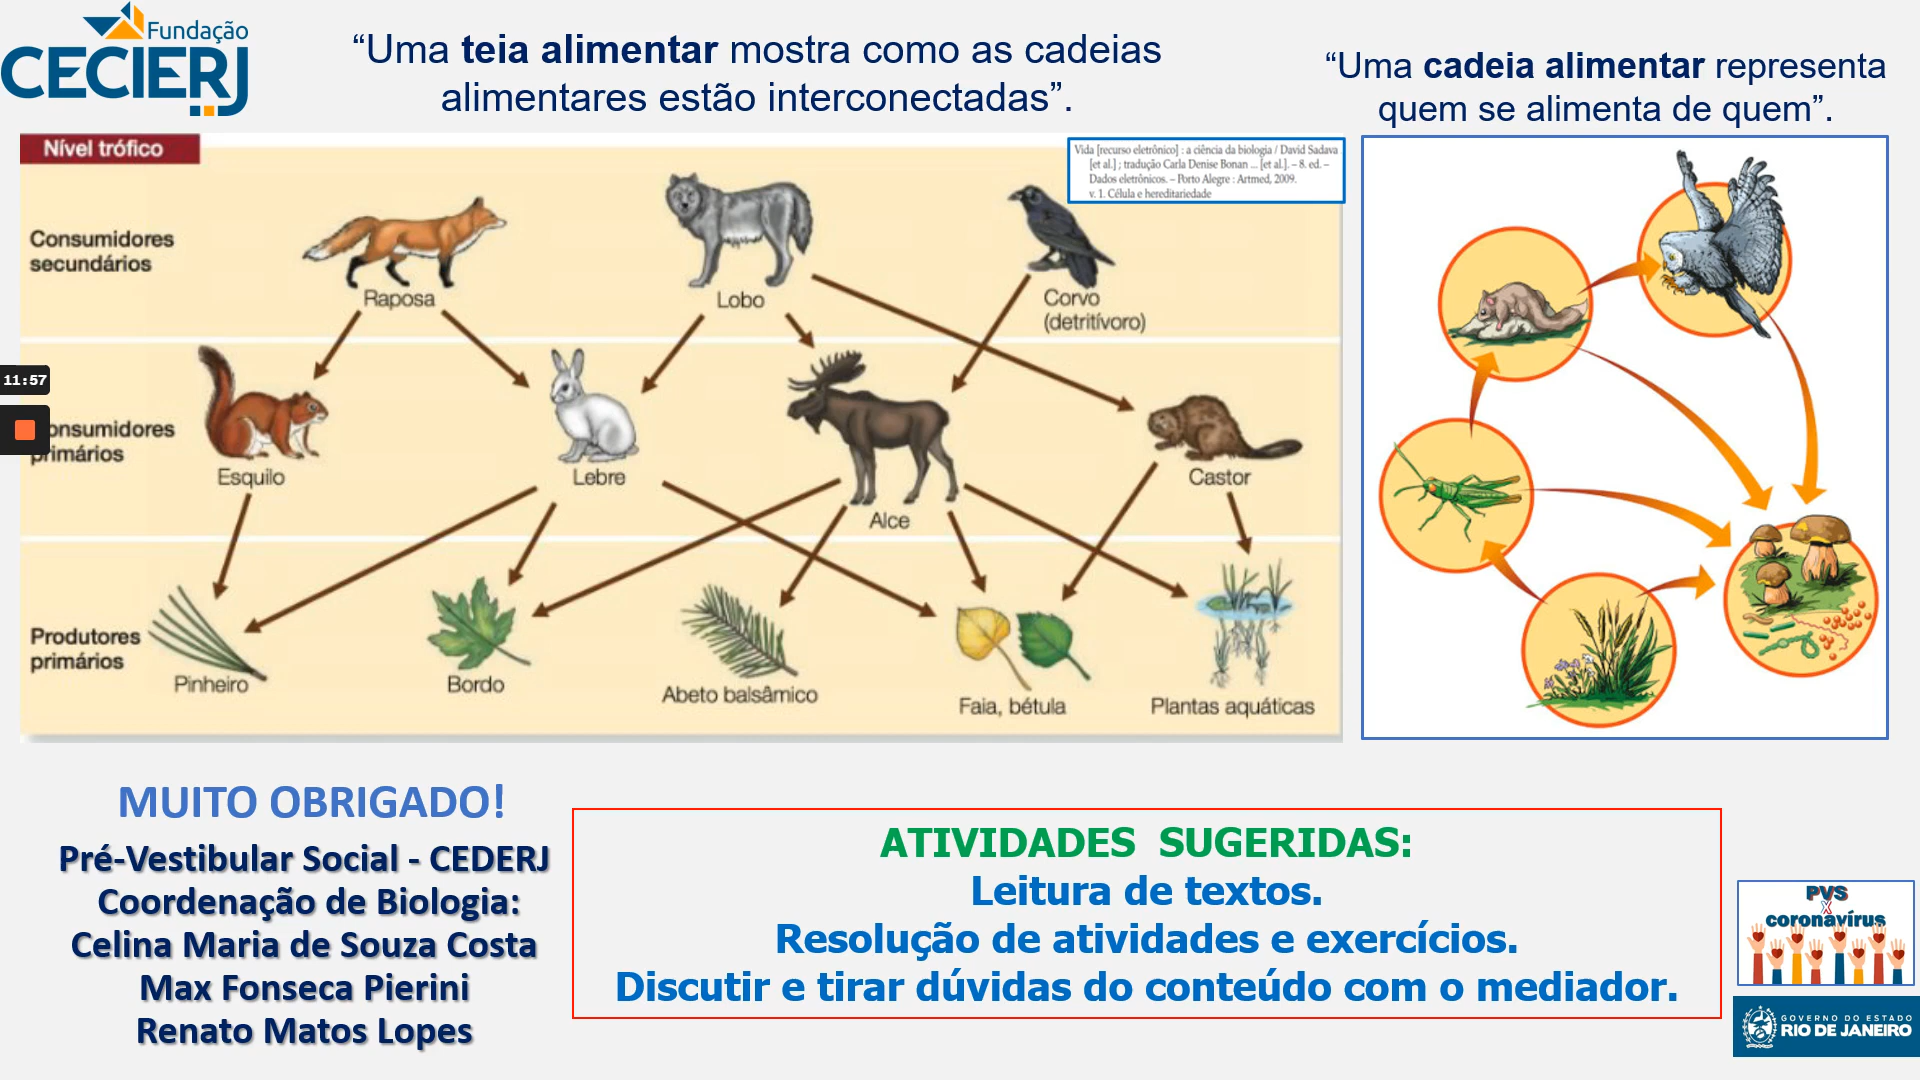 Fundação
CECIERJ
“Uma teia alimentar mostra como as cadeias
alimentares estão interconectadas”.
“Uma cadeia alimentar representa
quem se alimenta de quem”.
Nível trófico
Vida [recurso eletrônico] : a ciência da biologia / David Sadava
[et al.] ; tradução Carla Denise Bonan ... [et al.]. – 8. ed. –
Dados eletrônicos. – Porto Alegre : Artmed, 2009.
v. 1. Célula e hereditariedade
Consumidores
secundários
Raposa
Lobo
Corvo
(detritívoro)
11:57
onsumidores
primários
Esquilo
Lebre
Alce
Castor
Produtores
primários
Pinheiro
Bordo
Abeto balsâmico
Faia, bétula
Plantas aquáticas
MUITO OBRIGADO!
Pré-Vestibular Social - CEDERJ
Coordenação de Biologia:
Celina Maria de Souza Costa
Max Fonseca Pierini
Renato Matos Lopes
ATIVIDADES SUGERIDAS:
Leitura de textos.
Resolução de atividades e exercícios.
Discutir e tirar dúvidas do conteúdo com o mediador.
PVS
X
coronavírus
GOVERNO DO ESTADO
RIO DE JANEIRO